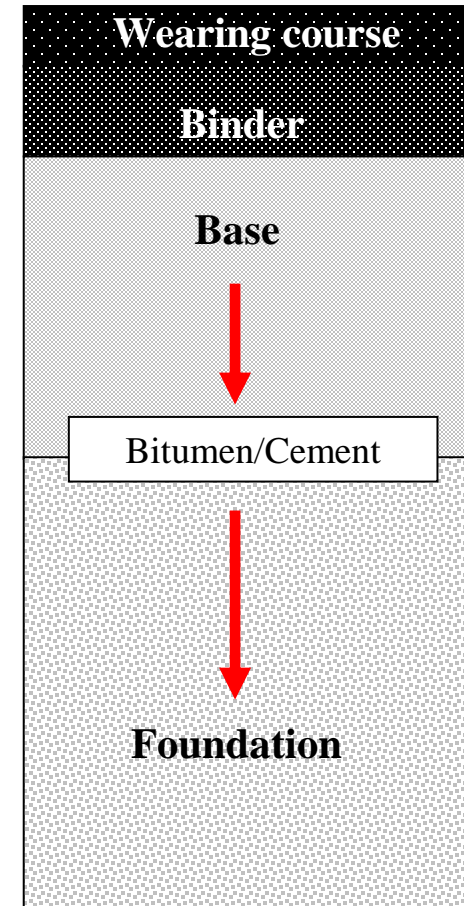 Wearing course
Binder
Base
Bitumen/Cement
Foundation